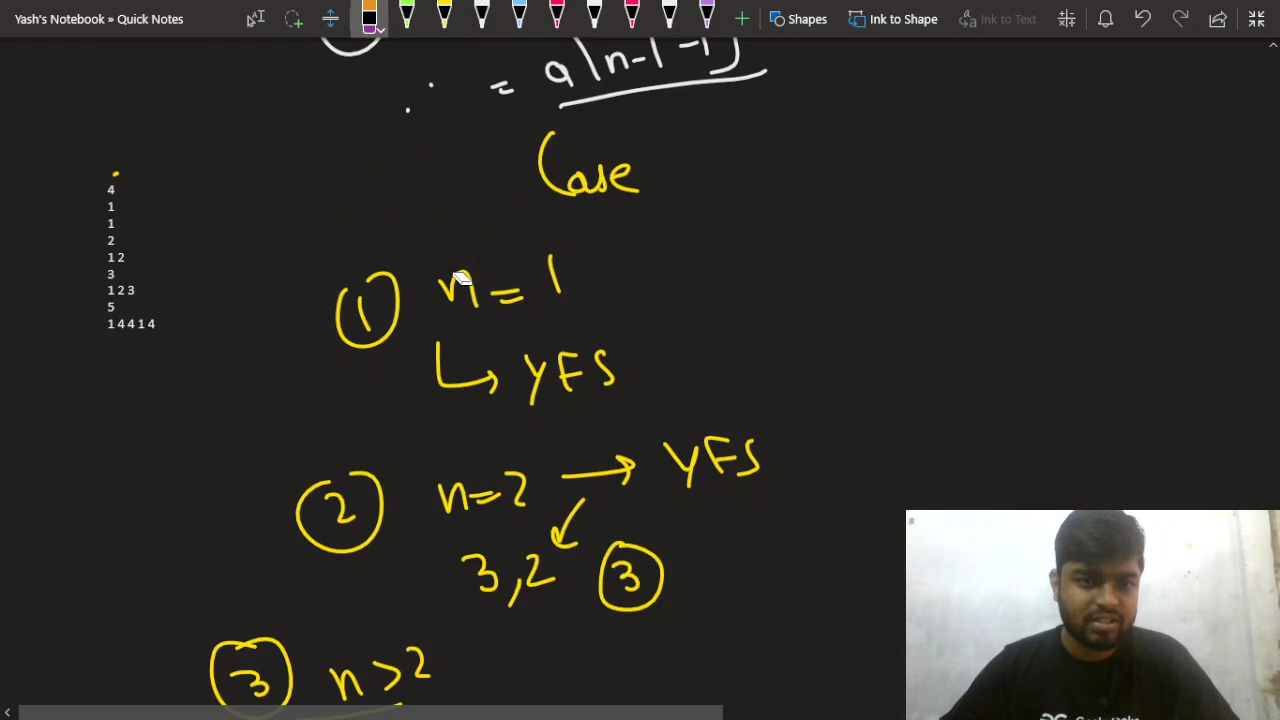 Yash's Notebook » Quick Notes
Shapes
Ink to Shape
Ink to Text
∴ = a[n-1-1]
Case
4
1
1
2
1 2
3
1 2 3
5
1 4 4 1 4
① n = 1
↳ YES
② n=2 → YES
3,2 ③
③ n>2